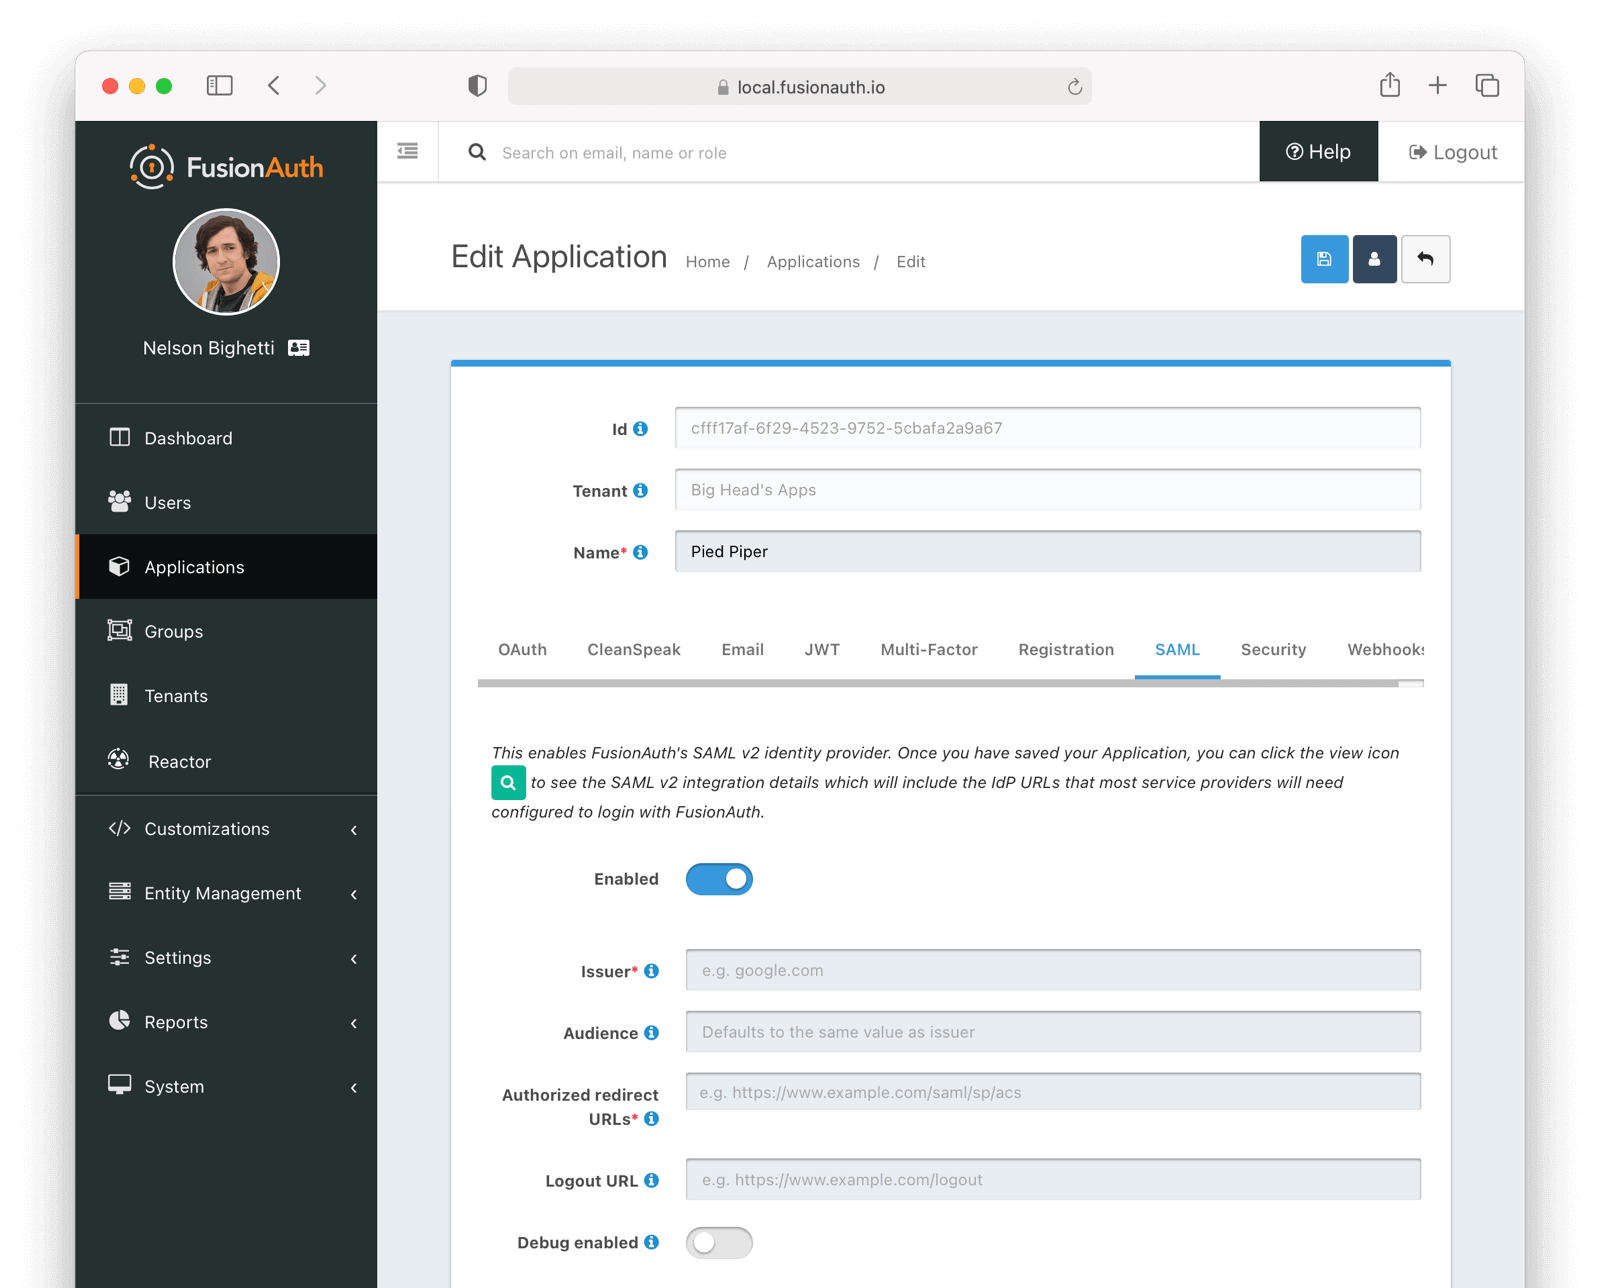 local.fusionauth.io
FusionAuth
Search on email, name or role
Help
Logout
Nelson Bighetti
Edit Application
Home / Applications / Edit
Dashboard
Users
Applications
Groups
Tenants
Reactor
Customizations
Entity Management
Settings
Reports
System
Id
cfff17af-6f29-4523-9752-5cbafa2a9a67
Tenant
Big Head's Apps
Name*
Pied Piper
OAuth CleanSpeak Email JWT Multi-Factor Registration SAML Security Webhooks
This enables FusionAuth's SAML v2 identity provider. Once you have saved your Application, you can click the view icon
to see the SAML v2 integration details which will include the IdP URLs that most service providers will need
configured to login with FusionAuth.
Enabled
Issuer*
e.g. google.com
Audience
Defaults to the same value as issuer
Authorized redirect
URLs*
e.g. https://www.example.com/saml/sp/acs
Logout URL
e.g. https://www.example.com/logout
Debug enabled